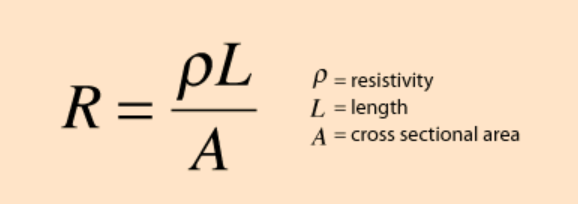 R = ρL / A
ρ = resistivity
L = length
A = cross sectional area